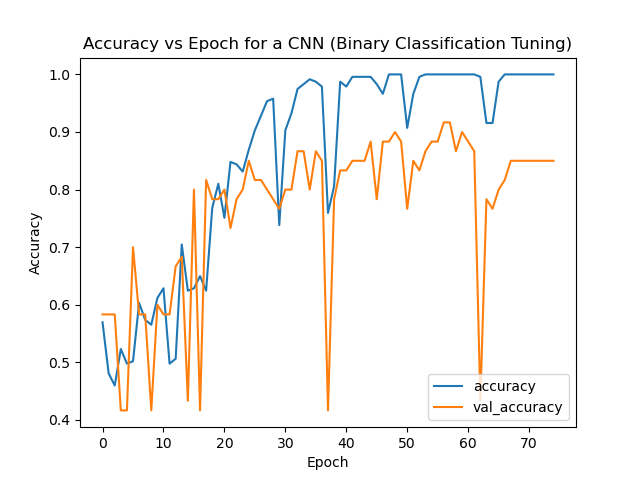 Accuracy vs Epoch for a CNN (Binary Classification Tuning)
1.0
0.9
0.8
0.7
0.6
0.5
0.4
Accuracy
0 10 20 30 40 50 60 70
Epoch
accuracy
val_accuracy